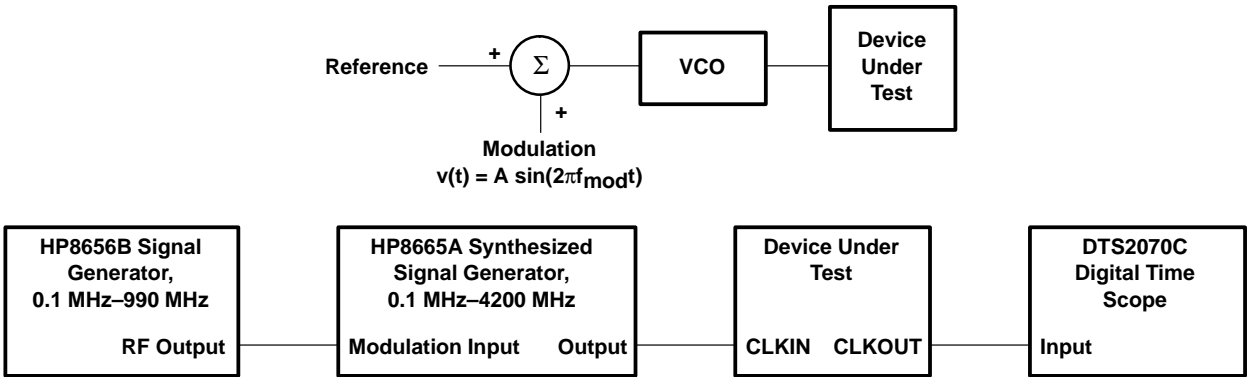 Reference
+
Σ
+
Modulation
v(t) = A sin(2πfmodt)
VCO
Device
Under
Test
HP8656B Signal
Generator,
0.1 MHz–990 MHz
RF Output
HP8665A Synthesized
Signal Generator,
0.1 MHz–4200 MHz
Modulation Input Output
Device Under
Test
CLKIN CLKOUT
DTS2070C
Digital Time
Scope
Input